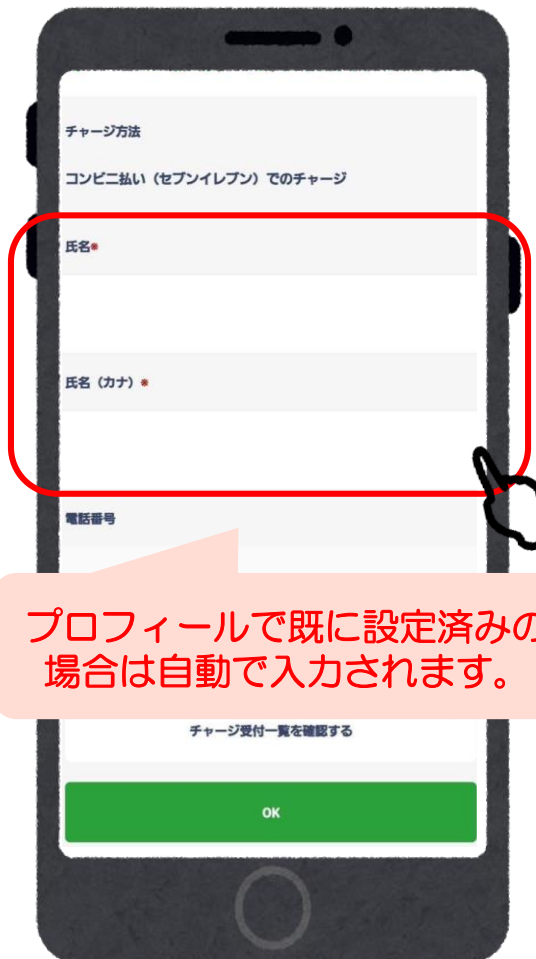 チャージ方法
コンビニ払い（セブンイレブン）でのチャージ
氏名*
氏名（カナ）*
電話番号
プロフィールで既に設定済みの
場合は自動で入力されます。
チャージ受付一覧を確認する
OK